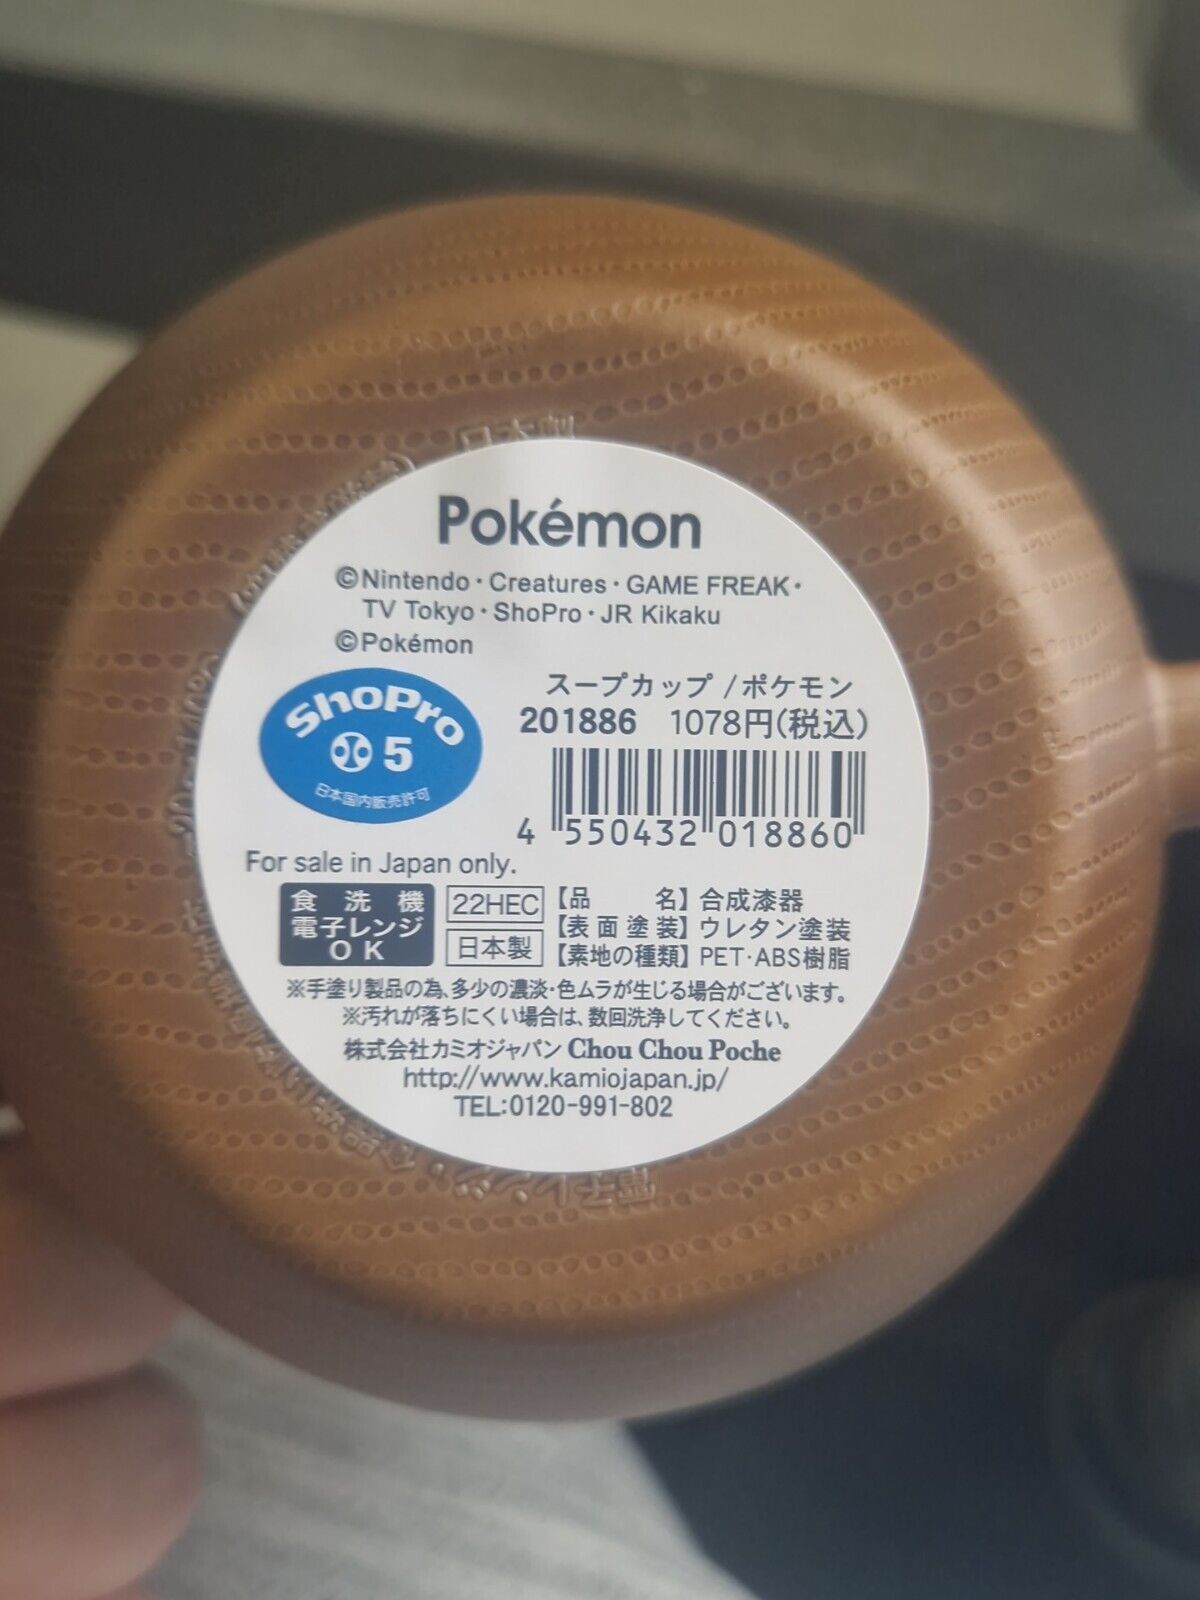 日本製
Pokémon
©Nintendo・Creatures・GAME FREAK・
TV Tokyo・ShoPro・JR Kikaku
©Pokémon
スープカップ /ポケモン
201886 1078円(税込)
4 550432 018860
ShoPro
5
日本国内販売許可
For sale in Japan only.
食洗機
電子レンジ
OK
22HEC
日本製
【品名】合成漆器
【表面塗装】ウレタン塗装
【素地の種類】PET・ABS樹脂
※手塗り製品の為、多少の濃淡・色ムラが生じる場合がございます。
※汚れが落ちにくい場合は、数回洗浄してください。
株式会社カミオジャパン Chou Chou Poche
http://www.kamiojapan.jp/
TEL:0120-991-802
電子レンジ・